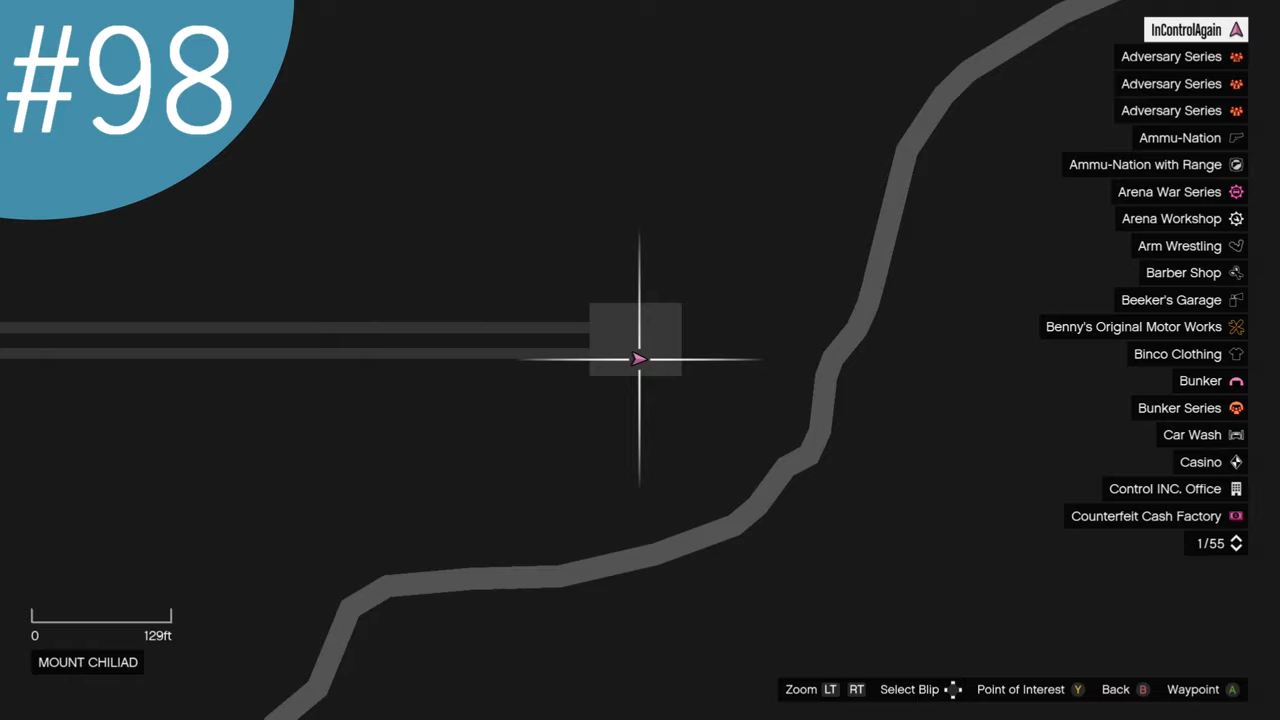 #98
InControlAgain
Adversary Series
Adversary Series
Adversary Series
Ammu-Nation
Ammu-Nation with Range
Arena War Series
Arena Workshop
Arm Wrestling
Barber Shop
Beeker's Garage
Benny's Original Motor Works
Binco Clothing
Bunker
Bunker Series
Car Wash
Casino
Control INC. Office
Counterfeit Cash Factory
1/55
0 129ft
MOUNT CHILIAD
Zoom LT RT Select Blip Point of Interest Y Back B Waypoint A